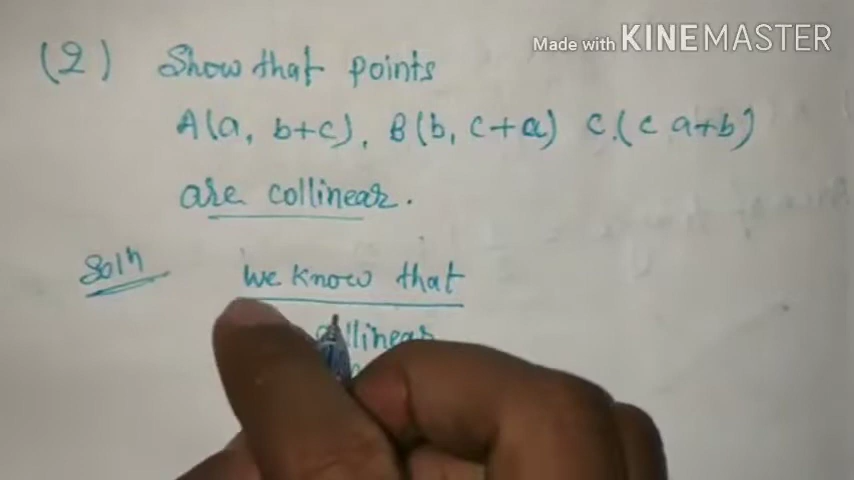 Made with KINEMASTER
(2) Show that points
A(a, b+c), B(b, c+a) C.(c a+b)
are collinear.
Soln we know that